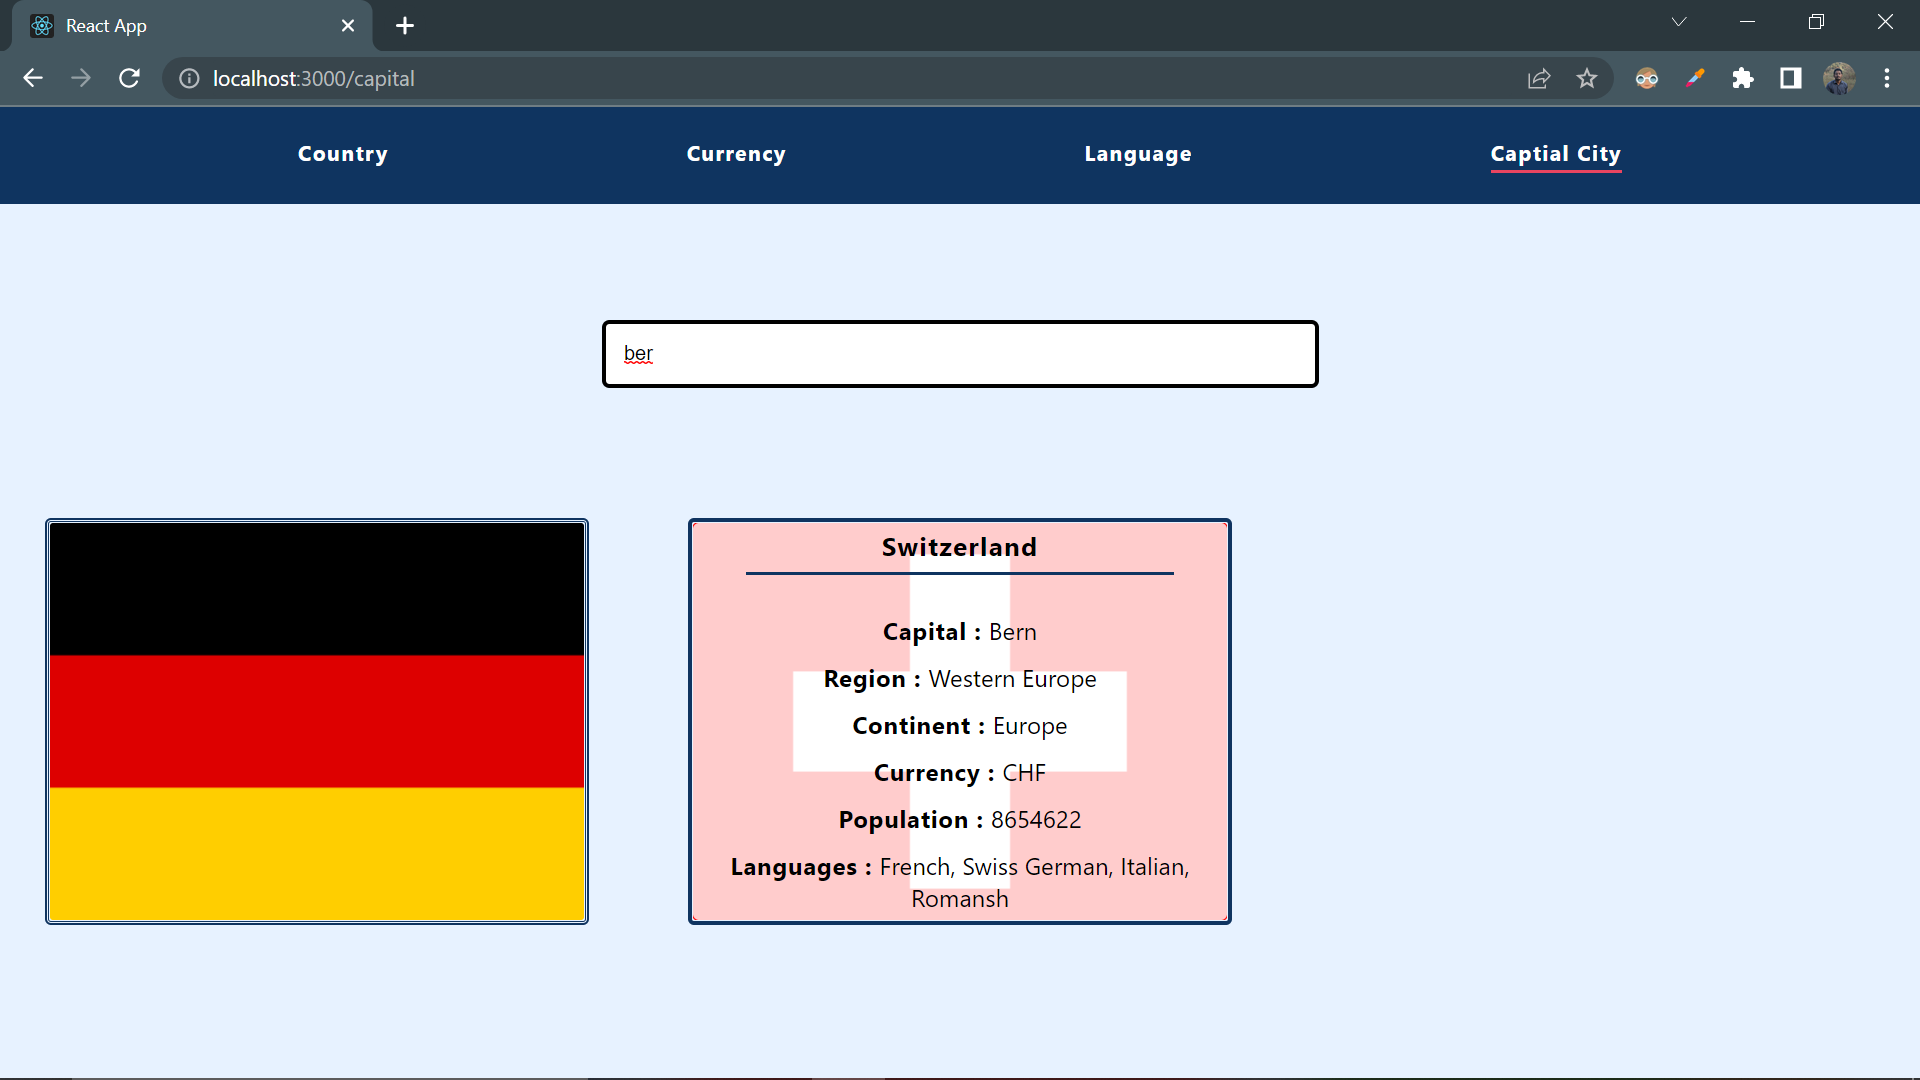 React App
localhost:3000/capital
Country Currency Language Captial City
ber
Switzerland
Capital : Bern
Region : Western Europe
Continent : Europe
Currency : CHF
Population : 8654622
Languages : French, Swiss German, Italian,
Romansh